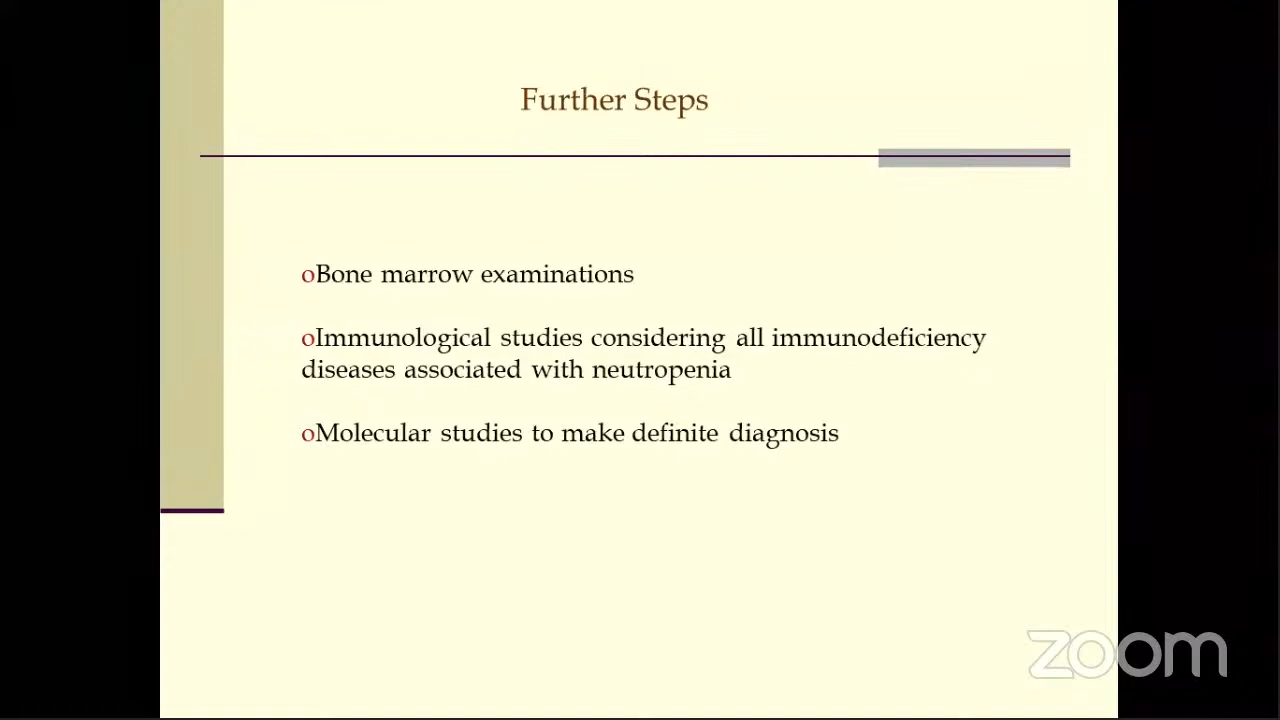 Further Steps
oBone marrow examinations
oImmunological studies considering all immunodeficiency
diseases associated with neutropenia
oMolecular studies to make definite diagnosis
zoom